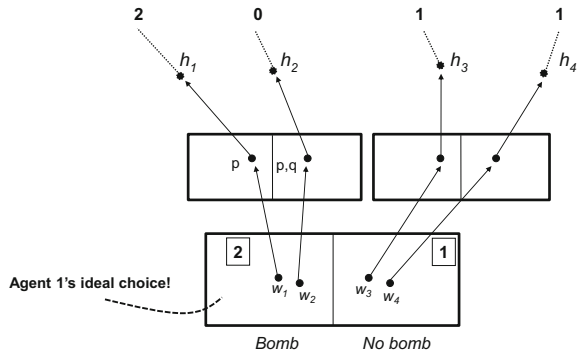 2 0 1 1
h1 h2 h3 h4
p p,q
2 1
Agent 1's ideal choice!
w1 w2 w3 w4
Bomb No bomb